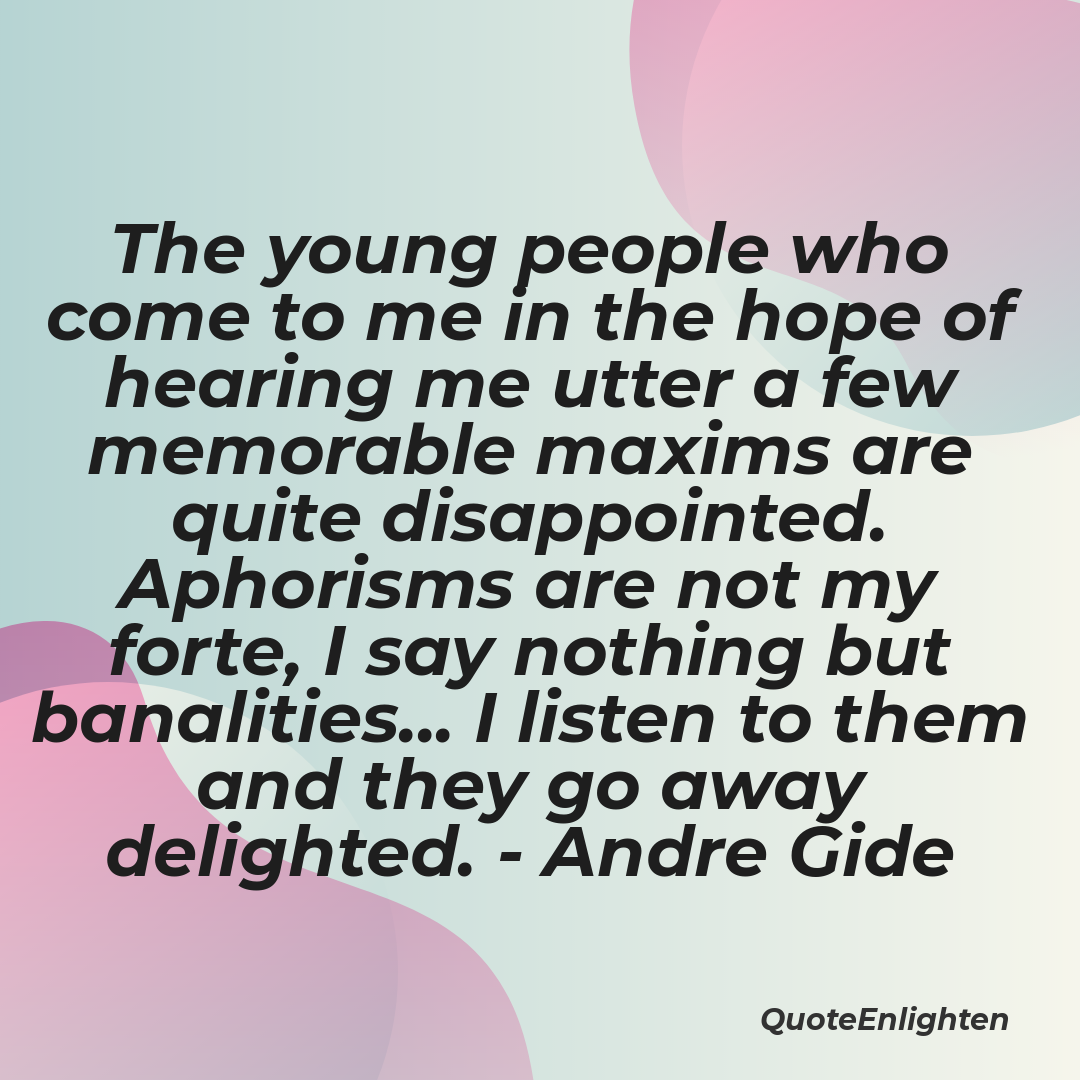 The young people who
come to me in the hope of
hearing me utter a few
memorable maxims are
quite disappointed.
Aphorisms are not my
forte, I say nothing but
banalities... I listen to them
and they go away
delighted. - Andre Gide
QuoteEnlighten